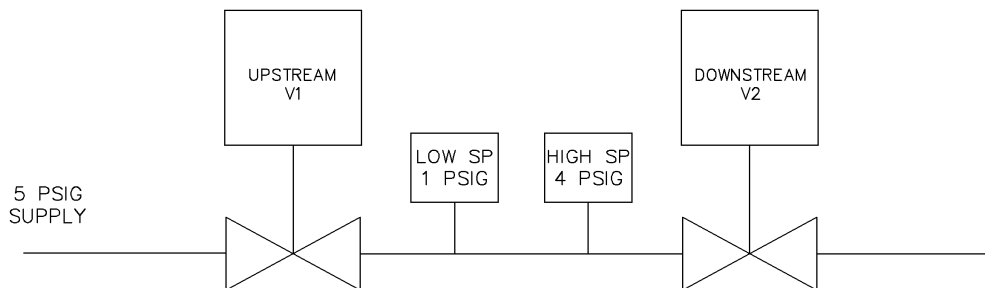 UPSTREAM
V1
DOWNSTREAM
V2
LOW SP
1 PSIG
HIGH SP
4 PSIG
5 PSIG
SUPPLY